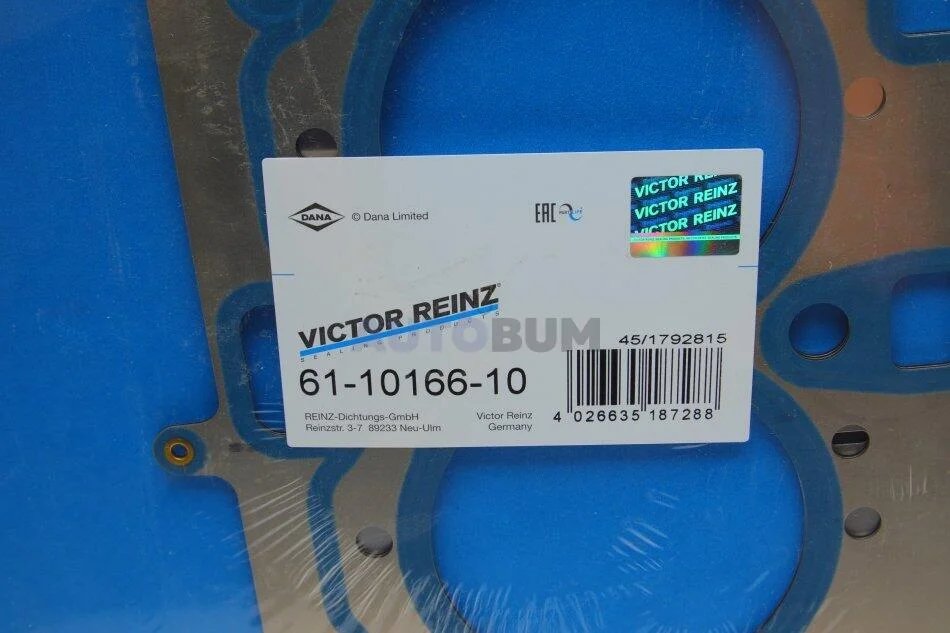 DANA
© Dana Limited
EAC
VICTOR REINZ
VICTOR REINZ
VICTOR REINZ
VICTOR REINZ®
SEALING PRODUCTS
AUTOBUM
45/1792815
61-10166-10
REINZ-Dichtungs-GmbH
Reinzstr. 3-7 89233 Neu-Ulm
Victor Reinz
Germany
4 026635 187288